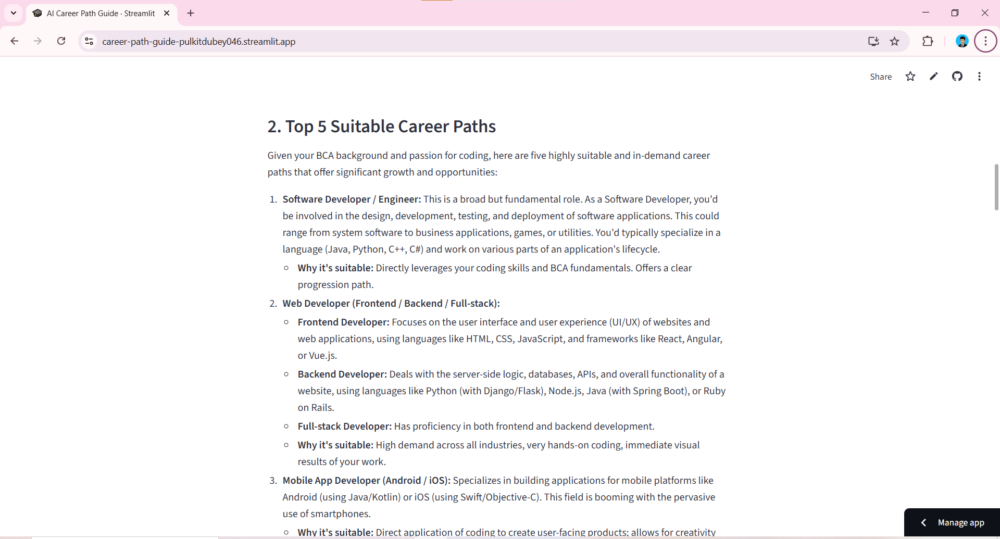 AI Career Path Guide · Streamlit
career-path-guide-pulkitdubey046.streamlit.app
Share
2. Top 5 Suitable Career Paths
Given your BCA background and passion for coding, here are five highly suitable and in-demand career
paths that offer significant growth and opportunities:
1. Software Developer / Engineer: This is a broad but fundamental role. As a Software Developer, you'd
be involved in the design, development, testing, and deployment of software applications. This could
range from system software to business applications, games, or utilities. You'd typically specialize in a
language (Java, Python, C++, C#) and work on various parts of an application's lifecycle.
Why it's suitable: Directly leverages your coding skills and BCA fundamentals. Offers a clear
progression path.
2. Web Developer (Frontend / Backend / Full-stack):
Frontend Developer: Focuses on the user interface and user experience (UI/UX) of websites and
web applications, using languages like HTML, CSS, JavaScript, and frameworks like React, Angular,
or Vue.js.
Backend Developer: Deals with the server-side logic, databases, APIs, and overall functionality of a
website, using languages like Python (with Django/Flask), Node.js, Java (with Spring Boot), or Ruby
on Rails.
Full-stack Developer: Has proficiency in both frontend and backend development.
Why it's suitable: High demand across all industries, very hands-on coding, immediate visual
results of your work.
3. Mobile App Developer (Android / iOS): Specializes in building applications for mobile platforms like
Android (using Java/Kotlin) or iOS (using Swift/Objective-C). This field is booming with the pervasive
use of smartphones.
Why it's suitable: Direct application of coding to create user-facing products; allows for creativity
Manage app